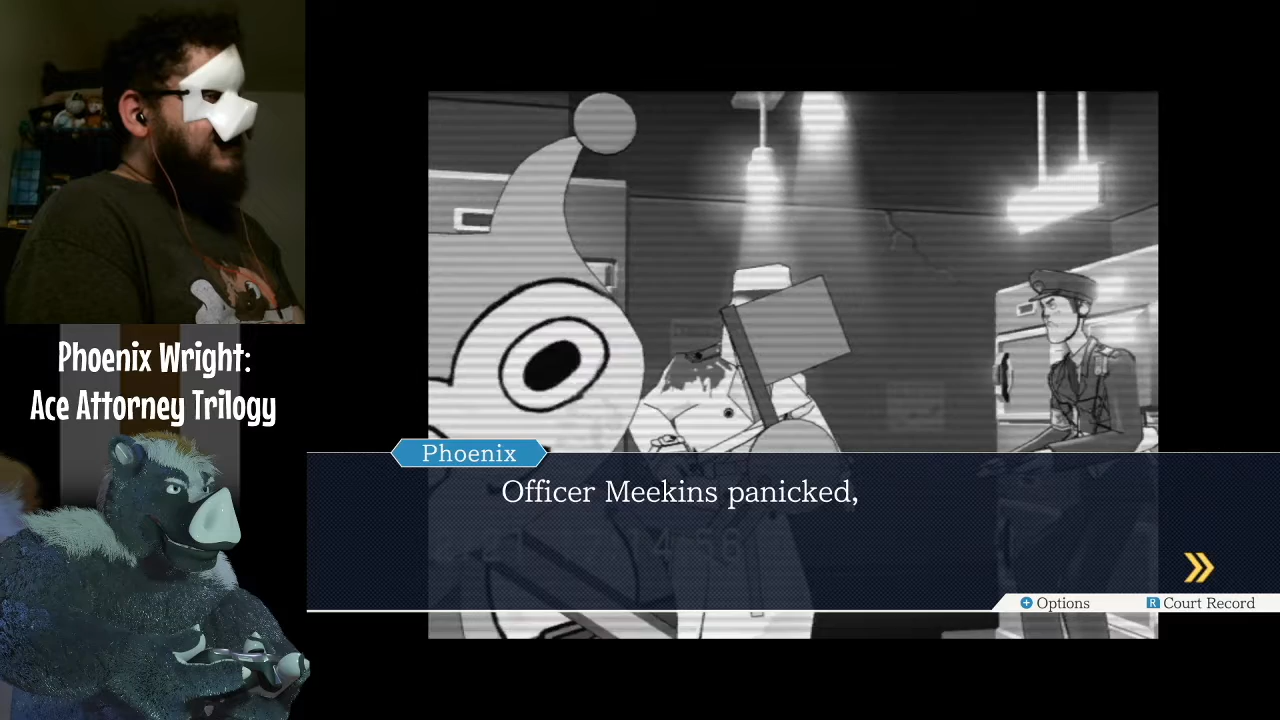 Phoenix Wright:
Ace Attorney Trilogy
Phoenix
Officer Meekins panicked,
Options
R Court Record